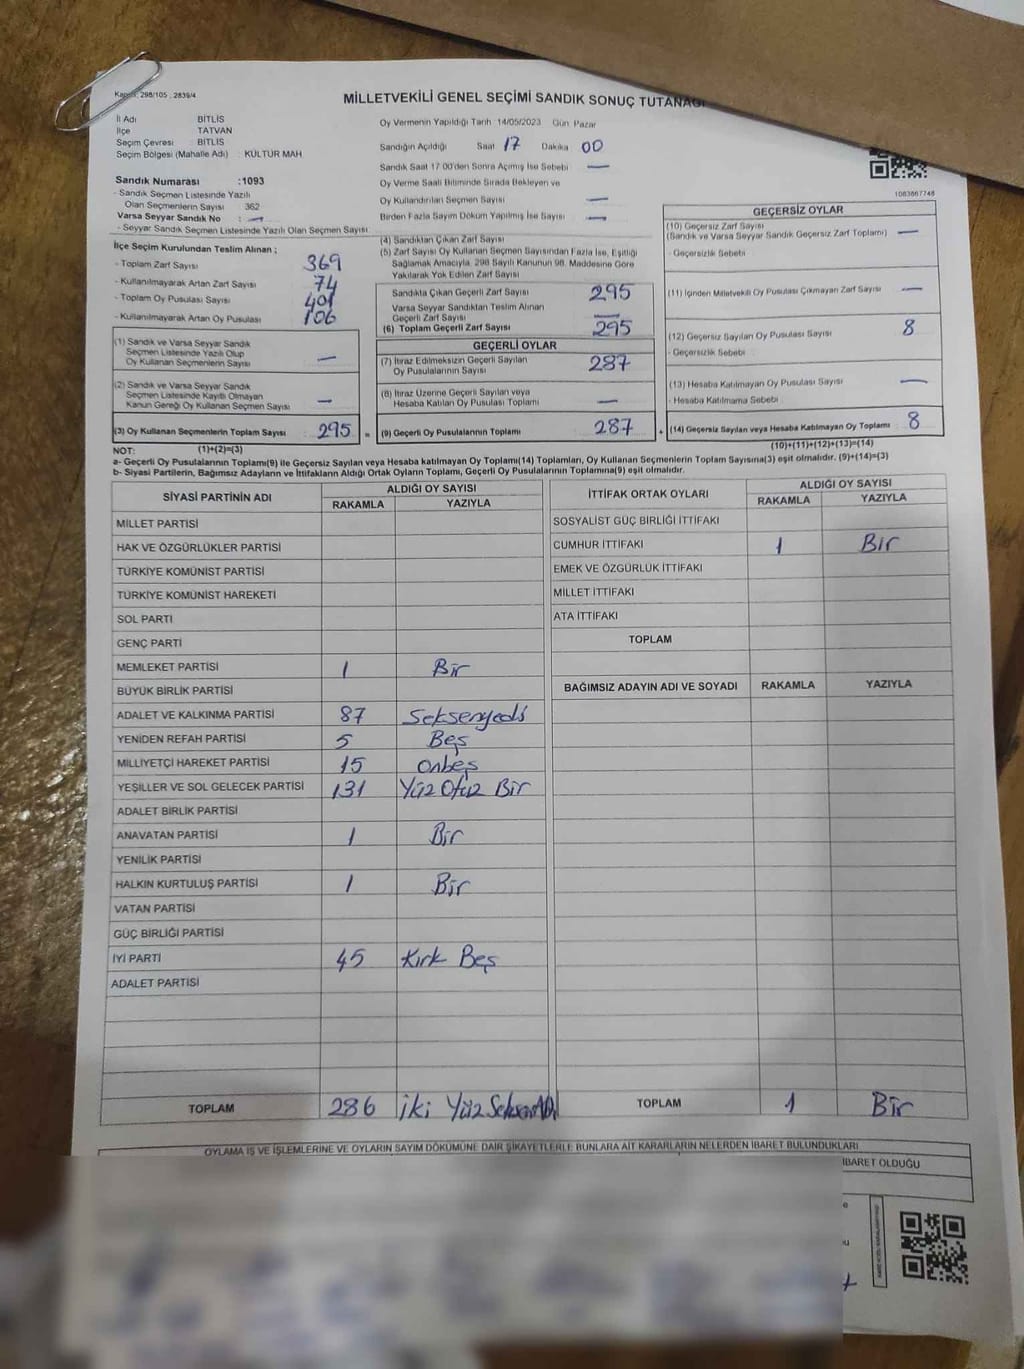 Kapalı: 298/105 , 2839/4
MİLLETVEKİLİ GENEL SEÇİMİ SANDIK SONUÇ TUTANAĞI
İl Adı BİTLİS
İlçe TATVAN
Seçim Çevresi : BİTLİS
Seçim Bölgesi (Mahalle Adı) : KÜLTÜR MAH
Sandık Numarası :1093
- Sandık Seçmen Listesinde Yazılı
Olan Seçmenlerin Sayısı 362
Varsa Seyyar Sandık No : —
- Seyyar Sandık Seçmen Listesinde Yazılı Olan Seçmen Sayısı
Oy Vermenin Yapıldığı Tarih 14/05/2023 Gün Pazar
Sandığın Açıldığı Saat 17 Dakika 00
Sandık Saat 17.00'den Sonra Açılmış İse Sebebi —
Oy Verme Saati Bitiminde Sırada Bekleyen ve
Oy Kullandırılan Seçmen Sayısı —
Birden Fazla Sayım Döküm Yapılmış İse Sayısı —
1083867748
İlçe Seçim Kurulundan Teslim Alınan ;
- Toplam Zarf Sayısı 369
- Kullanılmayarak Artan Zarf Sayısı 74
- Toplam Oy Pusulası Sayısı 401
- Kullanılmayarak Artan Oy Pusulası 106
(1) Sandık ve Varsa Seyyar Sandık
Seçmen Listesinde Yazılı Olup
Oy Kullanan Seçmenlerin Sayısı —
(2) Sandık ve Varsa Seyyar Sandık
Seçmen Listesinde Kayıtlı Olmayan
Kanun Gereği Oy Kullanan Seçmen Sayısı —
(3) Oy Kullanan Seçmenlerin Toplam Sayısı 295 =
(1)+(2)=(3)
(4) Sandıktan Çıkan Zarf Sayısı
(5) Zarf Sayısı Oy Kullanan Seçmen Sayısından Fazla İse, Eşitliği
Sağlamak Amacıyla, 298 Sayılı Kanunun 98. Maddesine Göre
Yakılarak Yok Edilen Zarf Sayısı
Sandıkta Çıkan Geçerli Zarf Sayısı 295
Varsa Seyyar Sandıktan Teslim Alınan
Geçerli Zarf Sayısı —
(6) Toplam Geçerli Zarf Sayısı 295
GEÇERLİ OYLAR
(7) İtiraz Edilmeksizin Geçerli Sayılan
Oy Pusulalarının Sayısı 287
(8) İtiraz Üzerine Geçerli Sayılan veya
Hesaba Katılan Oy Pusulası Toplamı —
(9) Geçerli Oy Pusulalarının Toplamı 287 +
GEÇERSİZ OYLAR
(10) Geçersiz Zarf Sayısı
(Sandık ve Varsa Seyyar Sandık Geçersiz Zarf Toplamı) —
- Geçersizlik Sebebi
(11) İçinden Milletvekili Oy Pusulası Çıkmayan Zarf Sayısı —
(12) Geçersiz Sayılan Oy Pusulası Sayısı 8
- Geçersizlik Sebebi
(13) Hesaba Katılmayan Oy Pusulası Sayısı —
- Hesaba Katılmama Sebebi
(14) Geçersiz Sayılan veya Hesaba Katılmayan Oy Toplamı 8
(10)+(11)+(12)+(13)=(14)
NOT:
a- Geçerli Oy Pusulalarının Toplamı(9) ile Geçersiz Sayılan veya Hesaba katılmayan Oy Toplamı(14) Toplamları, Oy Kullanan Seçmenlerin Toplam Sayısına(3) eşit olmalıdır. (9)+(14)=(3)
b- Siyasi Partilerin, Bağımsız Adayların ve İttifakların Aldığı Ortak Oyların Toplamı, Geçerli Oy Pusulalarının Toplamına(9) eşit olmalıdır.
SİYASİ PARTİNİN ADI ALDIĞI OY SAYISI
RAKAMLA YAZIYLA
MİLLET PARTİSİ
HAK VE ÖZGÜRLÜKLER PARTİSİ
TÜRKİYE KOMÜNİST PARTİSİ
TÜRKİYE KOMÜNİST HAREKETİ
SOL PARTİ
GENÇ PARTİ
MEMLEKET PARTİSİ 1 Bir
BÜYÜK BİRLİK PARTİSİ
ADALET VE KALKINMA PARTİSİ 87 Seksenyedi
YENİDEN REFAH PARTİSİ 5 Beş
MİLLİYETÇİ HAREKET PARTİSİ 15 Onbeş
YEŞİLLER VE SOL GELECEK PARTİSİ 131 Yüz Otuz Bir
ADALET BİRLİK PARTİSİ
ANAVATAN PARTİSİ 1 Bir
YENİLİK PARTİSİ
HALKIN KURTULUŞ PARTİSİ 1 Bir
VATAN PARTİSİ
GÜÇ BİRLİĞİ PARTİSİ
İYİ PARTİ 45 Kırk Beş
ADALET PARTİSİ
TOPLAM 286 İki Yüz Seksen Altı
İTTİFAK ORTAK OYLARI ALDIĞI OY SAYISI
RAKAMLA YAZIYLA
SOSYALİST GÜÇ BİRLİĞİ İTTİFAKI
CUMHUR İTTİFAKI 1 Bir
EMEK VE ÖZGÜRLÜK İTTİFAKI
MİLLET İTTİFAKI
ATA İTTİFAKI
TOPLAM
BAĞIMSIZ ADAYIN ADI VE SOYADI RAKAMLA YAZIYLA
TOPLAM 1 Bir
OYLAMA İŞ VE İŞLEMLERİNE VE OYLARIN SAYIM DÖKÜMÜNE DAİR ŞİKAYETLERLE BUNLARA AİT KARARLARIN NELERDEN İBARET BULUNDUKLARI
İBARET OLDUĞU